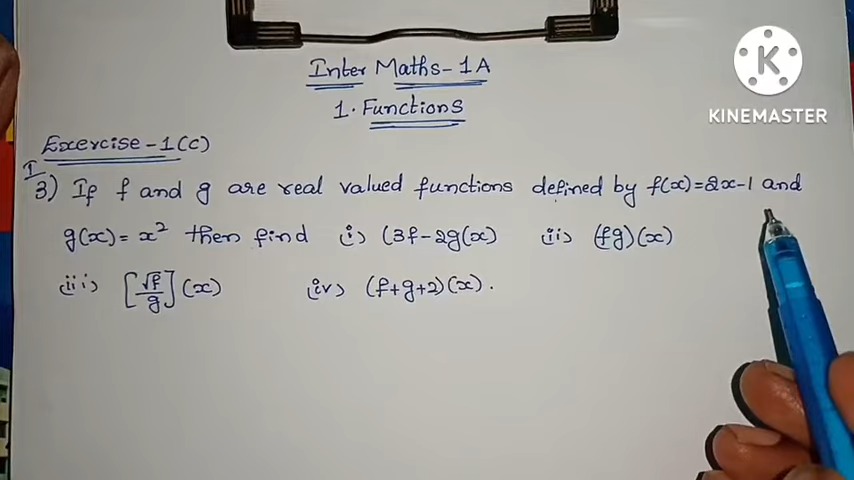 Inter Maths-1A
1. Functions
KINEMASTER
Exercise-1(c)
I
3) If f and g are real valued functions defined by f(x)=2x-1 and
g(x)= x² then find i) (3f-2g(x) ii) (fg)(x)
iii) [√f/g](x) iv) (f+g+2)(x).